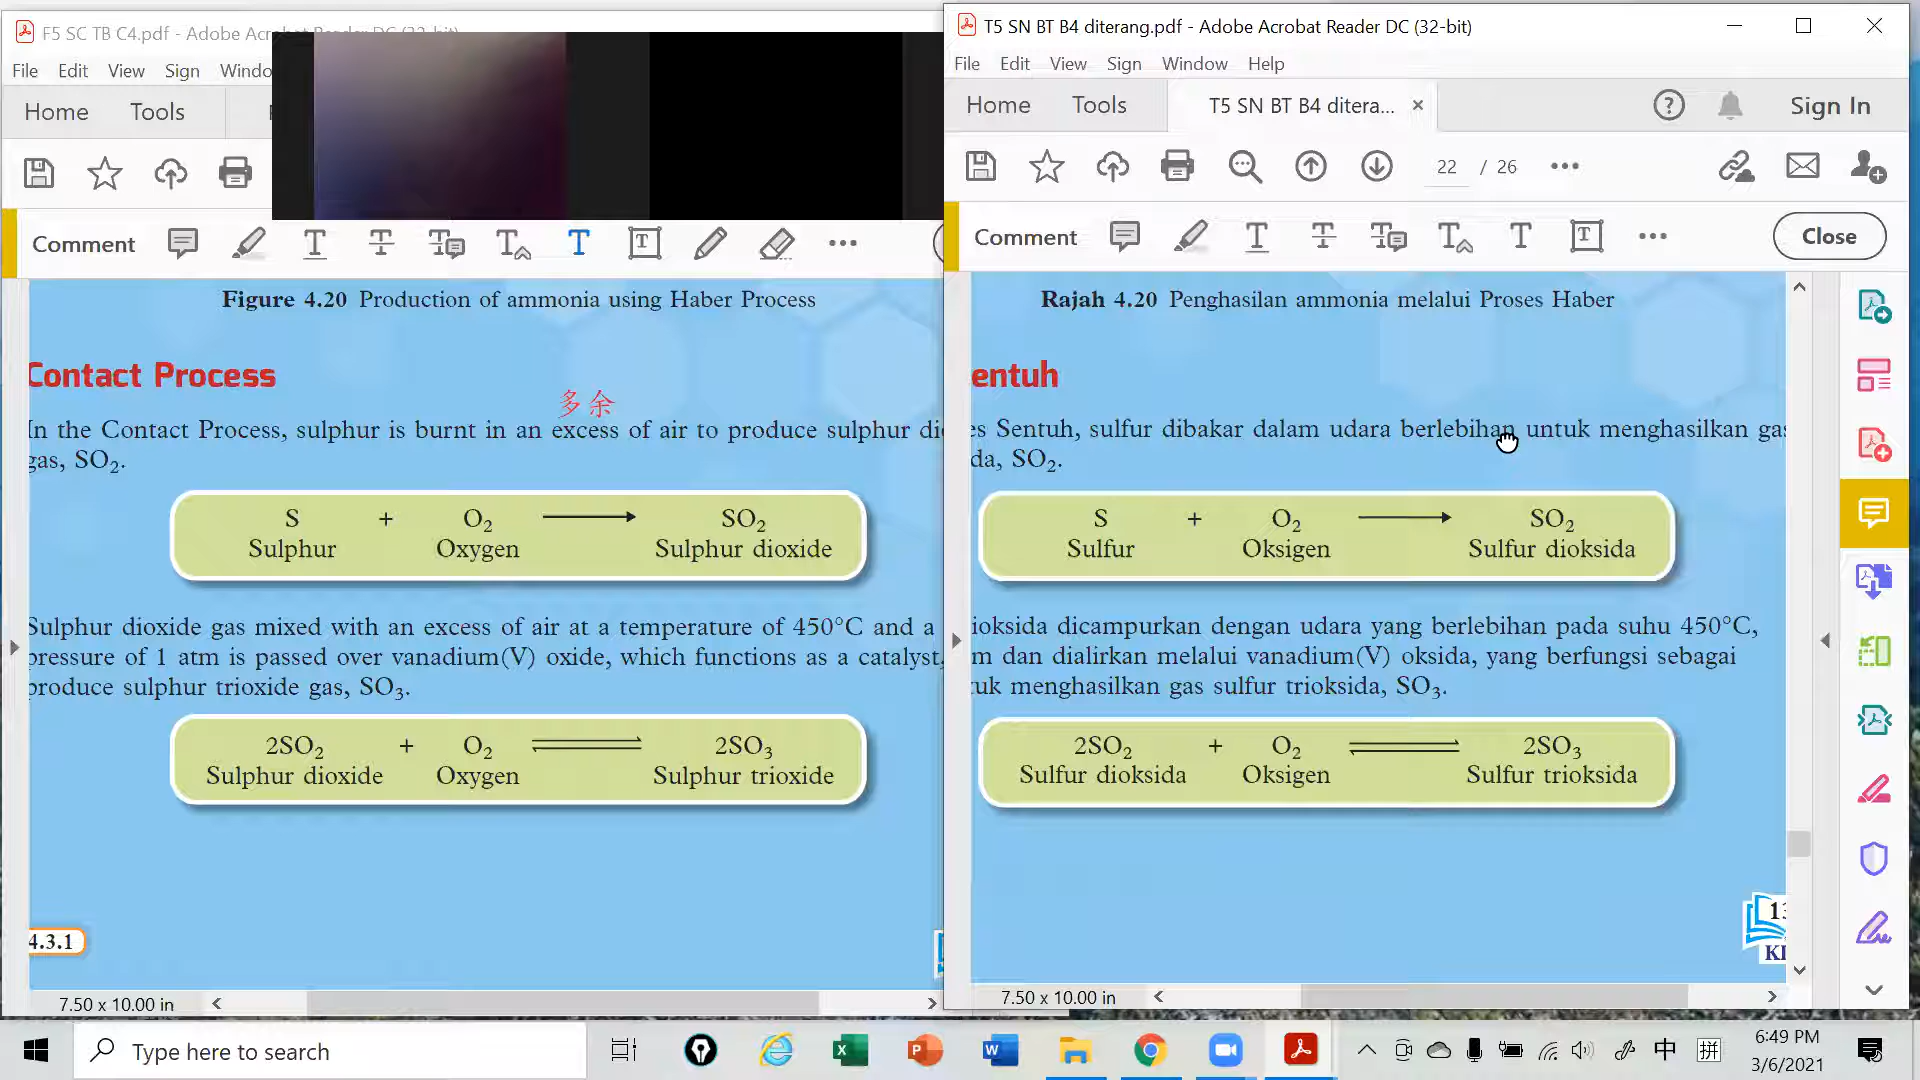 F5 SC TB C4.pdf - Adobe Acrobat Reader DC (32-bit)
File Edit View Sign Windo
Home Tools
Comment
Figure 4.20 Production of ammonia using Haber Process
Contact Process
多余
In the Contact Process, sulphur is burnt in an excess of air to produce sulphur di
gas, SO₂.
S + O₂ → SO₂
Sulphur Oxygen Sulphur dioxide
Sulphur dioxide gas mixed with an excess of air at a temperature of 450°C and a
pressure of 1 atm is passed over vanadium(V) oxide, which functions as a catalyst,
produce sulphur trioxide gas, SO₃.
2SO₂ + O₂ ⇌ 2SO₃
Sulphur dioxide Oxygen Sulphur trioxide
4.3.1
7.50 x 10.00 in
T5 SN BT B4 diterang.pdf - Adobe Acrobat Reader DC (32-bit)
File Edit View Sign Window Help
Home Tools T5 SN BT B4 ditera... × Sign In
22 / 26
Comment Close
Rajah 4.20 Penghasilan ammonia melalui Proses Haber
entuh
es Sentuh, sulfur dibakar dalam udara berlebihan untuk menghasilkan gas
da, SO₂.
S + O₂ → SO₂
Sulfur Oksigen Sulfur dioksida
ioksida dicampurkan dengan udara yang berlebihan pada suhu 450°C,
m dan dialirkan melalui vanadium(V) oksida, yang berfungsi sebagai
uk menghasilkan gas sulfur trioksida, SO₃.
2SO₂ + O₂ ⇌ 2SO₃
Sulfur dioksida Oksigen Sulfur trioksida
13
KP
7.50 x 10.00 in
Type here to search
中 拼
6:49 PM
3/6/2021